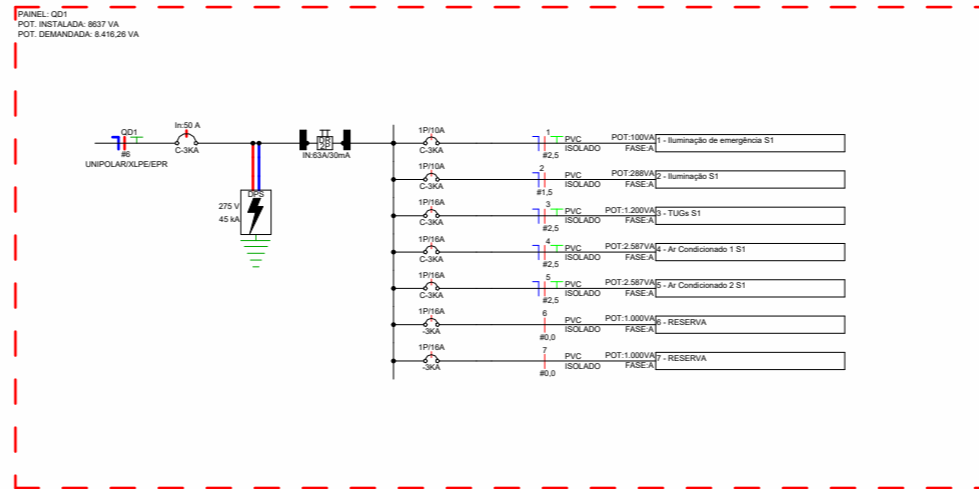 PAINEL: QD1
POT. INSTALADA: 8637 VA
POT. DEMANDADA: 8.416,26 VA
QD1
#6
UNIPOLAR/XLPE/EPR
In:50 A
C-3KA
DPS
275 V
45 kA
TT
DR
2P
IN:63A/30mA
1P/10A
C-3KA
1
#2,5
PVC
ISOLADO
POT:100VA
FASE:A
1 - Iluminação de emergência S1
1P/10A
C-3KA
2
#1,5
PVC
ISOLADO
POT:288VA
FASE:A
2 - Iluminação S1
1P/16A
C-3KA
3
#2,5
PVC
ISOLADO
POT:1.200VA
FASE:A
3 - TUGs S1
1P/16A
C-3KA
4
#2,5
PVC
ISOLADO
POT:2.587VA
FASE:A
4 - Ar Condicionado 1 S1
1P/16A
C-3KA
5
#2,5
PVC
ISOLADO
POT:2.587VA
FASE:A
5 - Ar Condicionado 2 S1
1P/16A
-3KA
6
#0,0
PVC
ISOLADO
POT:1.000VA
FASE:A
6 - RESERVA
1P/16A
-3KA
7
#0,0
PVC
ISOLADO
POT:1.000VA
FASE:A
7 - RESERVA